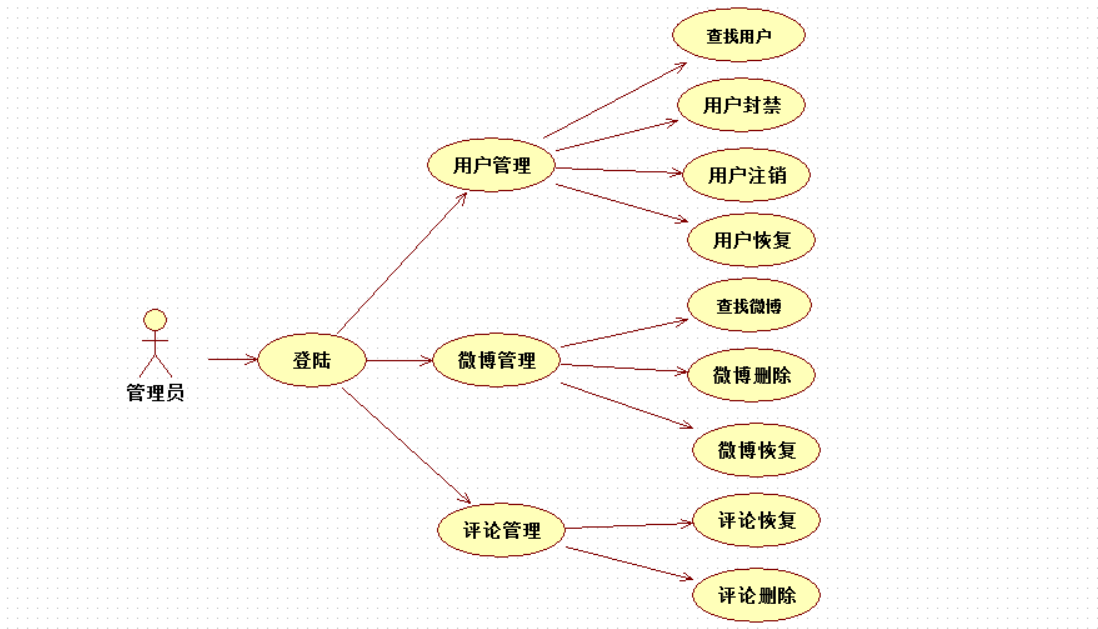 查找用户
用户封禁
用户管理
用户注销
用户恢复
查找微博
登陆
微博管理
微博删除
管理员
微博恢复
评论管理
评论恢复
评论删除